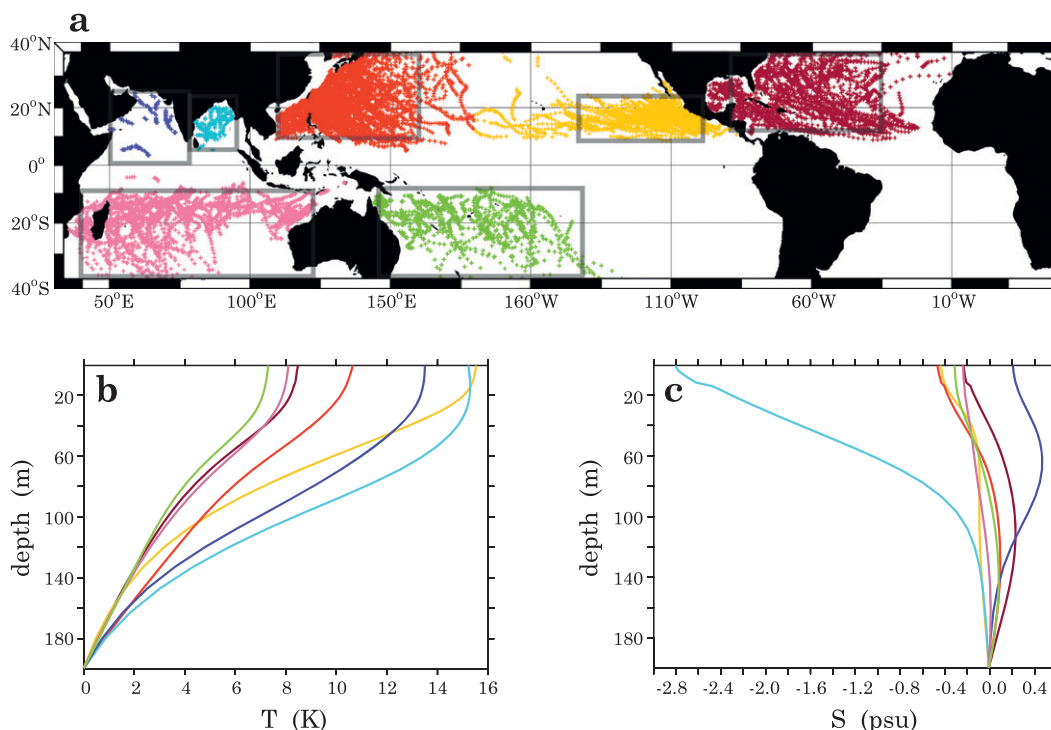 a
40°N
20°N
0°
20°S
40°S
50°E 100°E 150°E 160°W 110°W 60°W 10°W
b
20
60
100
140
180
depth (m)
0 2 4 6 8 10 12 14 16
T (K)
c
20
60
100
140
180
depth (m)
-2.8 -2.4 -2.0 -1.6 -1.2 -0.8 -0.4 0.0 0.4
S (psu)